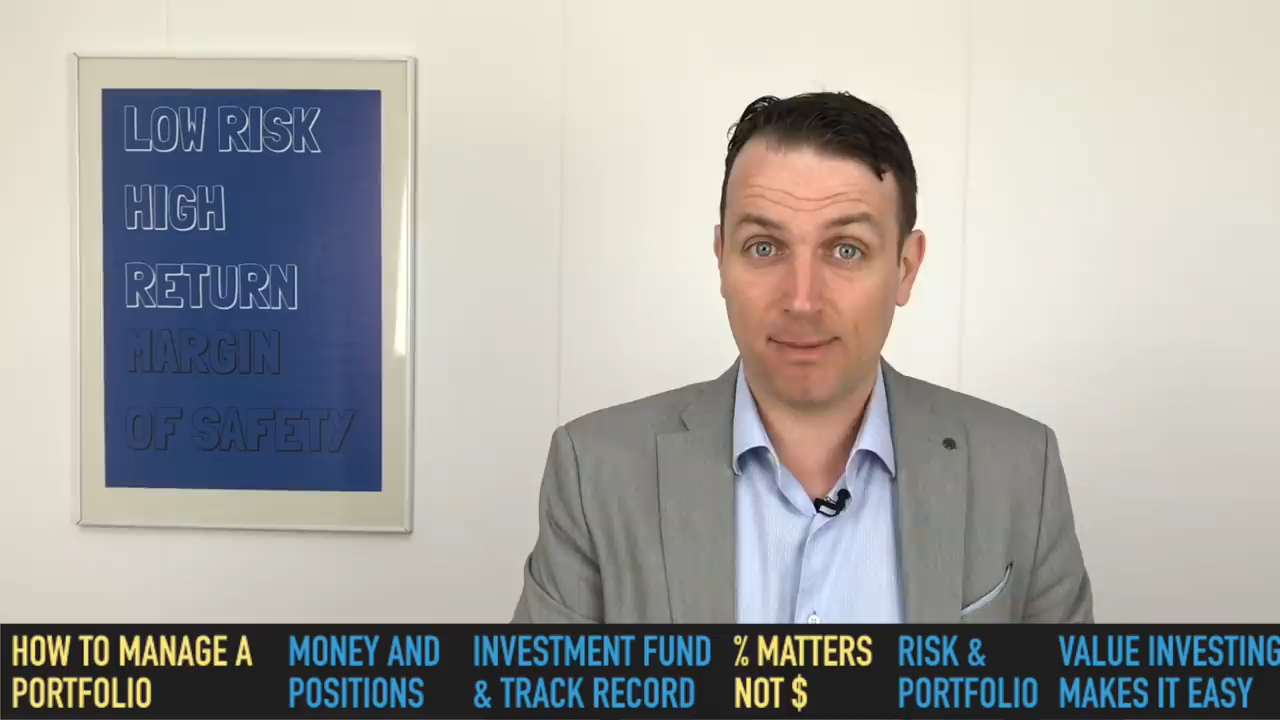 LOW RISK
HIGH
RETURN
MARGIN
OF SAFETY
HOW TO MANAGE A
PORTFOLIO
MONEY AND
POSITIONS
INVESTMENT FUND
& TRACK RECORD
% MATTERS
NOT $
RISK &
PORTFOLIO
VALUE INVESTING
MAKES IT EASY